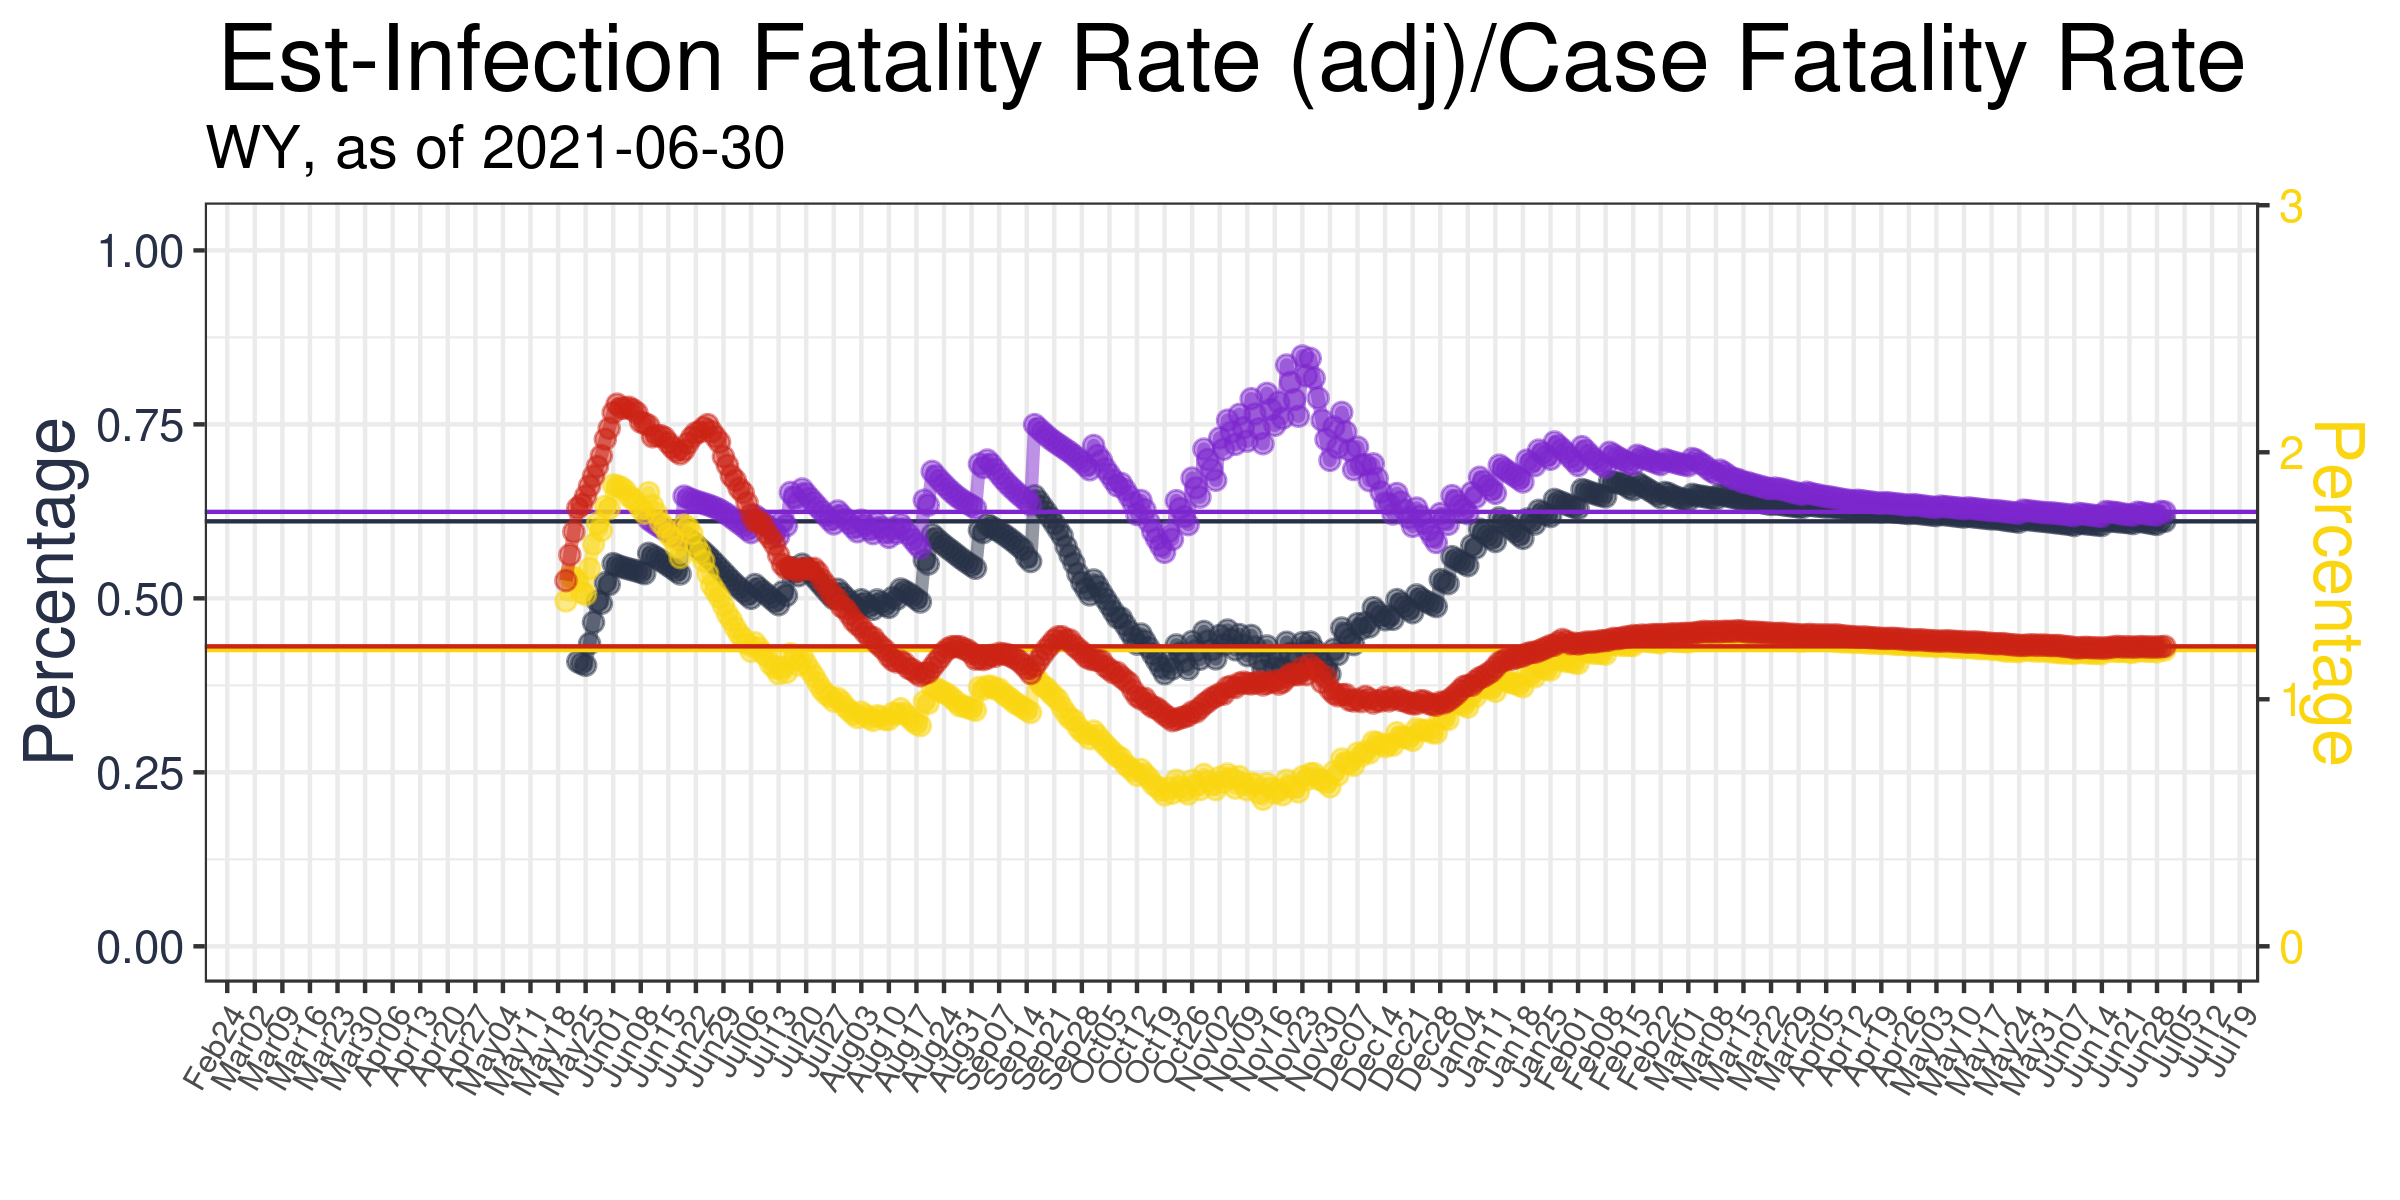 Est-Infection Fatality Rate (adj)/Case Fatality Rate
WY, as of 2021-06-30
Percentage
1.00
0.75
0.50
0.25
0.00
3
2
1
0
Percentage
Feb24
Mar02
Mar09
Mar16
Mar23
Mar30
Apr06
Apr13
Apr20
Apr27
May04
May11
May18
May25
Jun01
Jun08
Jun15
Jun22
Jun29
Jul06
Jul13
Jul20
Jul27
Aug03
Aug10
Aug17
Aug24
Aug31
Sep07
Sep14
Sep21
Sep28
Oct05
Oct12
Oct19
Oct26
Nov02
Nov09
Nov16
Nov23
Nov30
Dec07
Dec14
Dec21
Dec28
Jan04
Jan11
Jan18
Jan25
Feb01
Feb08
Feb15
Feb22
Mar01
Mar08
Mar15
Mar22
Mar29
Apr05
Apr12
Apr19
Apr26
May03
May10
May17
May24
May31
Jun07
Jun14
Jun21
Jun28
Jul05
Jul12
Jul19